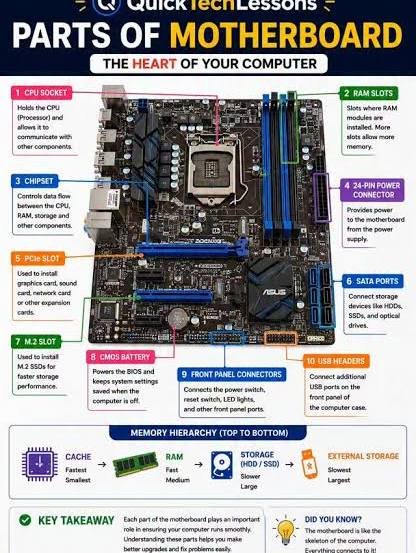 QuickTechLessons
PARTS OF MOTHERBOARD
THE HEART OF YOUR COMPUTER
1 CPU SOCKET
Holds the CPU
(Processor) and
allows it to
communicate with
other components.
2 RAM SLOTS
Slots where RAM
modules are
installed. More
slots allow more
memory.
3 CHIPSET
Controls data flow
between the CPU,
RAM, storage and
other components.
4 24-PIN POWER
CONNECTOR
Provides power
to the motherboard
from the power
supply.
5 PCIe SLOT
Used to install
graphics card, sound
card, network card
or other expansion
cards.
ASUS
6 SATA PORTS
Connect storage
devices like HDDs,
SSDs, and optical
drives.
7 M.2 SLOT
Used to install
M.2 SSDs for
faster storage
performance.
8 CMOS BATTERY
Powers the BIOS and
keeps system settings
saved when the
computer is off.
9 FRONT PANEL CONNECTORS
Connects the power switch,
reset switch, LED lights,
and other front panel ports.
10 USB HEADERS
Connect additional
USB ports on the
front panel of
the computer case.
MEMORY HIERARCHY (TOP TO BOTTOM)
CACHE
Fastest
Smallest
RAM
Fast
Medium
STORAGE
(HDD / SSD)
Slower
Large
EXTERNAL STORAGE
Slowest
Largest
KEY TAKEAWAY
Each part of the motherboard plays an important
role in ensuring your computer runs smoothly.
Understanding these parts helps you make
better upgrades and fix problems easily.
DID YOU KNOW?
The motherboard is like the
skeleton of the computer.
Everything connects to it!